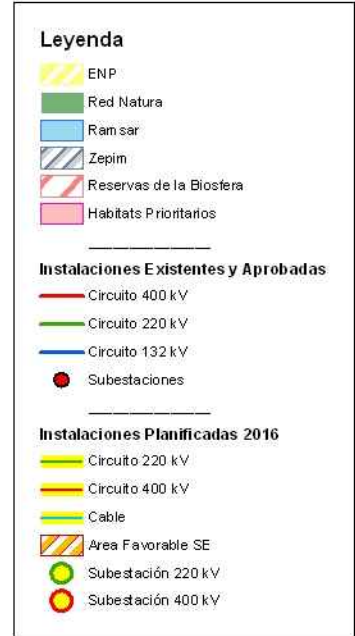 Leyenda
ENP
Red Natura
Ramsar
Zepim
Reservas de la Biosfera
Habitats Prioritarios
Instalaciones Existentes y Aprobadas
Circuito 400 kV
Circuito 220 kV
Circuito 132 kV
Subestaciones
Instalaciones Planificadas 2016
Circuito 220 kV
Circuito 400 kV
Cable
Area Favorable SE
Subestación 220 kV
Subestación 400 kV